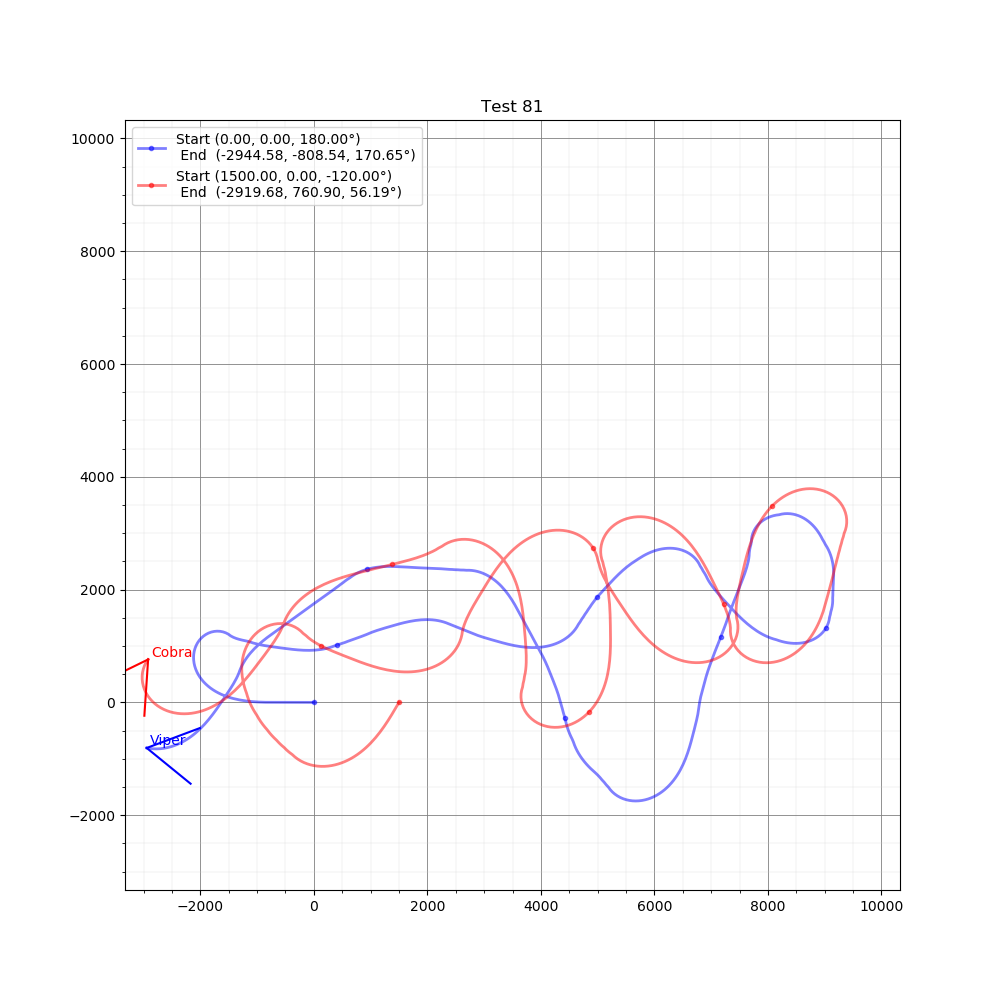 Test 81
Start (0.00, 0.00, 180.00°)
End  (-2944.58, -808.54, 170.65°)
Start (1500.00, 0.00, -120.00°)
End  (-2919.68, 760.90, 56.19°)
10000
8000
6000
4000
2000
0
−2000
Cobra
Viper
−2000 0 2000 4000 6000 8000 10000